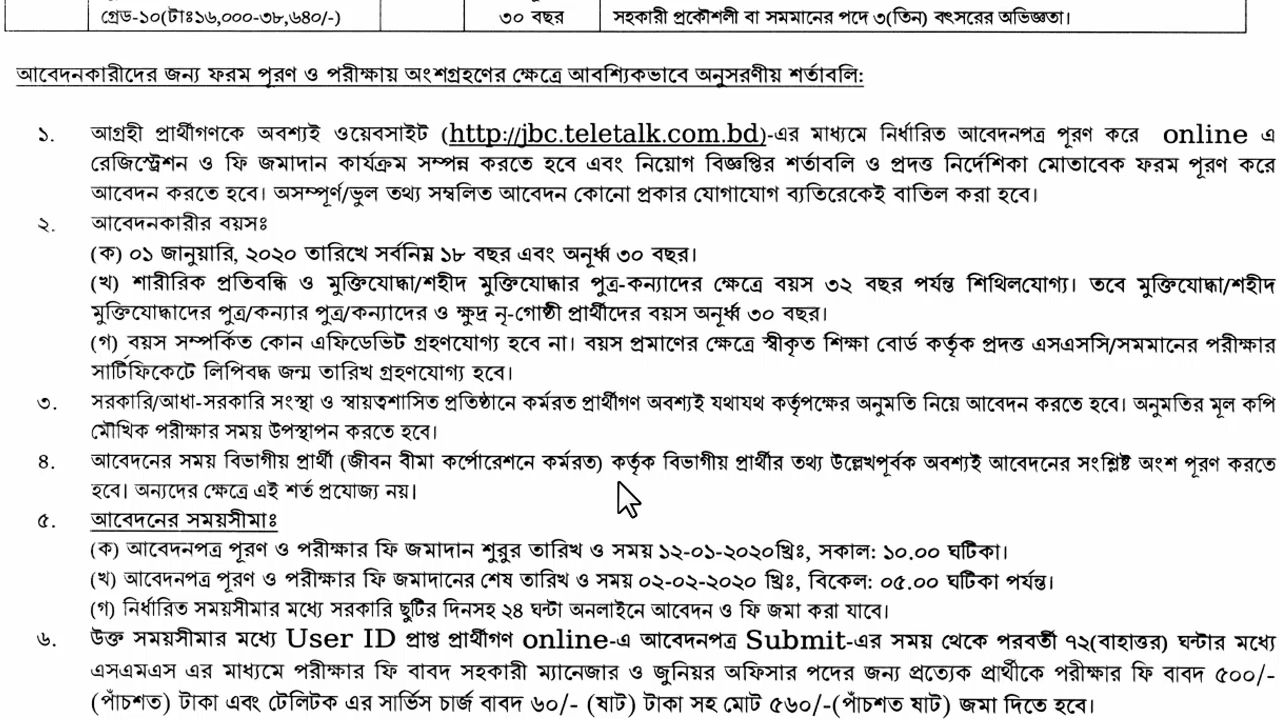 গ্রেড-১০(টাঃ১৬,০০০-৩৮,৬৪০/-) ৩০ বছর সহকারী প্রকৌশলী বা সমমানের পদে ৩(তিন) বৎসরের অভিজ্ঞতা।
আবেদনকারীদের জন্য ফরম পূরণ ও পরীক্ষায় অংশগ্রহণের ক্ষেত্রে আবশ্যিকভাবে অনুসরণীয় শর্তাবলি:
১. আগ্রহী প্রার্থীগণকে অবশ্যই ওয়েবসাইট (http://jbc.teletalk.com.bd)-এর মাধ্যমে নির্ধারিত আবেদনপত্র পূরণ করে online এ
রেজিস্ট্রেশন ও ফি জমাদান কার্যক্রম সম্পন্ন করতে হবে এবং নিয়োগ বিজ্ঞপ্তির শর্তাবলি ও প্রদত্ত নির্দেশিকা মোতাবেক ফরম পূরণ করে
আবেদন করতে হবে। অসম্পূর্ণ/ভুল তথ্য সম্বলিত আবেদন কোনো প্রকার যোগাযোগ ব্যতিরেকেই বাতিল করা হবে।
২. আবেদনকারীর বয়সঃ
(ক) ০১ জানুয়ারি, ২০২০ তারিখে সর্বনিম্ন ১৮ বছর এবং অনূর্ধ্ব ৩০ বছর।
(খ) শারীরিক প্রতিবন্ধি ও মুক্তিযোদ্ধা/শহীদ মুক্তিযোদ্ধার পুত্র-কন্যাদের ক্ষেত্রে বয়স ৩২ বছর পর্যন্ত শিথিলযোগ্য। তবে মুক্তিযোদ্ধা/শহীদ
মুক্তিযোদ্ধাদের পুত্র/কন্যার পুত্র/কন্যাদের ও ক্ষুদ্র নৃ-গোষ্ঠী প্রার্থীদের বয়স অনূর্ধ্ব ৩০ বছর।
(গ) বয়স সম্পর্কিত কোন এফিডেভিট গ্রহণযোগ্য হবে না। বয়স প্রমাণের ক্ষেত্রে স্বীকৃত শিক্ষা বোর্ড কর্তৃক প্রদত্ত এসএসসি/সমমানের পরীক্ষার
সার্টিফিকেটে লিপিবদ্ধ জন্ম তারিখ গ্রহণযোগ্য হবে।
৩. সরকারি/আধা-সরকারি সংস্থা ও স্বায়ত্বশাসিত প্রতিষ্ঠানে কর্মরত প্রার্থীগণ অবশ্যই যথাযথ কর্তৃপক্ষের অনুমতি নিয়ে আবেদন করতে হবে। অনুমতির মূল কপি
মৌখিক পরীক্ষার সময় উপস্থাপন করতে হবে।
৪. আবেদনের সময় বিভাগীয় প্রার্থী (জীবন বীমা কর্পোরেশনে কর্মরত) কর্তৃক বিভাগীয় প্রার্থীর তথ্য উল্লেখপূর্বক অবশ্যই আবেদনের সংশ্লিষ্ট অংশ পূরণ করতে
হবে। অন্যদের ক্ষেত্রে এই শর্ত প্রযোজ্য নয়।
৫. আবেদনের সময়সীমাঃ
(ক) আবেদনপত্র পূরণ ও পরীক্ষার ফি জমাদান শুরুর তারিখ ও সময় ১২-০১-২০২০খ্রিঃ, সকাল: ১০.০০ ঘটিকা।
(খ) আবেদনপত্র পূরণ ও পরীক্ষার ফি জমাদানের শেষ তারিখ ও সময় ০২-০২-২০২০ খ্রিঃ, বিকেল: ০৫.০০ ঘটিকা পর্যন্ত।
(গ) নির্ধারিত সময়সীমার মধ্যে সরকারি ছুটির দিনসহ ২৪ ঘন্টা অনলাইনে আবেদন ও ফি জমা করা যাবে।
৬. উক্ত সময়সীমার মধ্যে User ID প্রাপ্ত প্রার্থীগণ online-এ আবেদনপত্র Submit-এর সময় থেকে পরবর্তী ৭২(বাহাত্তর) ঘন্টার মধ্যে
এসএমএস এর মাধ্যমে পরীক্ষার ফি বাবদ সহকারী ম্যানেজার ও জুনিয়র অফিসার পদের জন্য প্রত্যেক প্রার্থীকে পরীক্ষার ফি বাবদ ৫০০/-
(পাঁচশত) টাকা এবং টেলিটক এর সার্ভিস চার্জ বাবদ ৬০/- (ষাট) টাকা সহ মোট ৫৬০/-(পাঁচশত ষাট) জমা দিতে হবে।